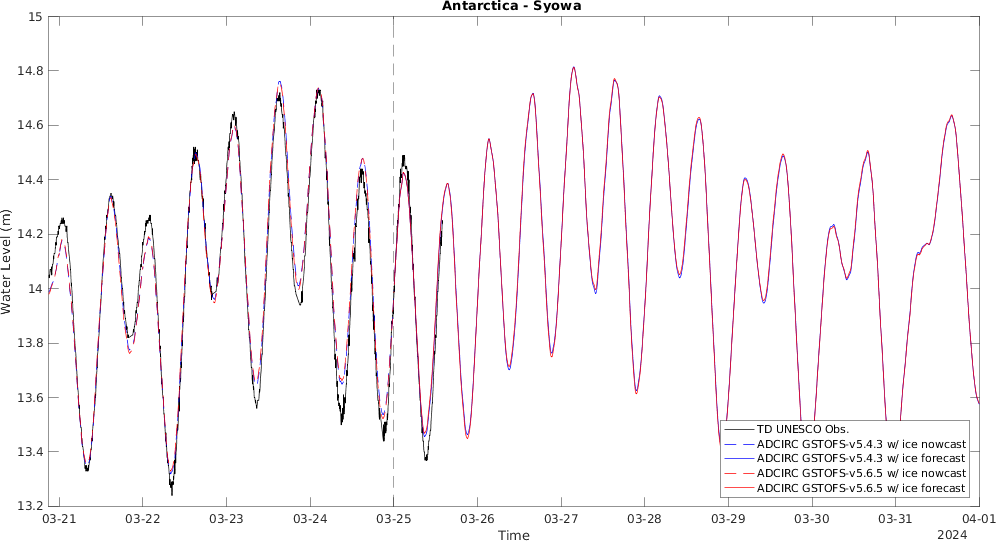 Antarctica - Syowa
15
14.8
14.6
14.4
14.2
14
13.8
13.6
13.4
13.2
Water Level (m)
TD UNESCO Obs.
ADCIRC GSTOFS-v5.4.3 w/ ice nowcast
ADCIRC GSTOFS-v5.4.3 w/ ice forecast
ADCIRC GSTOFS-v5.6.5 w/ ice nowcast
ADCIRC GSTOFS-v5.6.5 w/ ice forecast
03-21 03-22 03-23 03-24 03-25 03-26 03-27 03-28 03-29 03-30 03-31 04-01
Time
2024